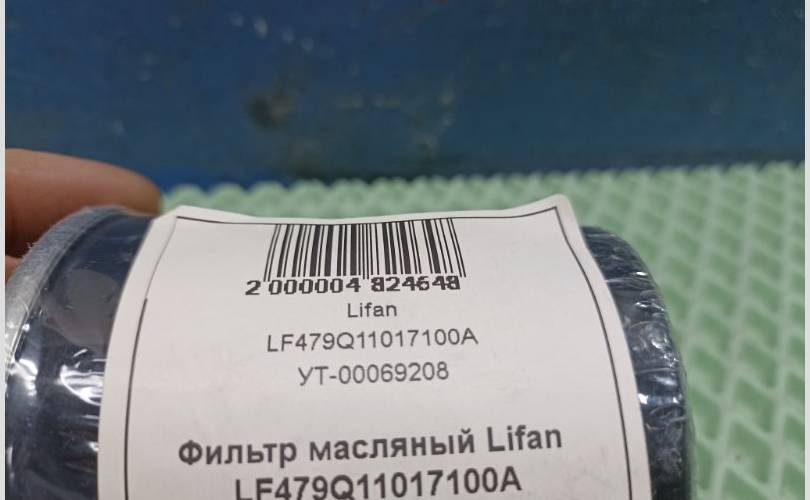 2 000004 824648
Lifan
LF479Q11017100A
УТ-00069208
Фильтр масляный Lifan
LF479Q11017100A